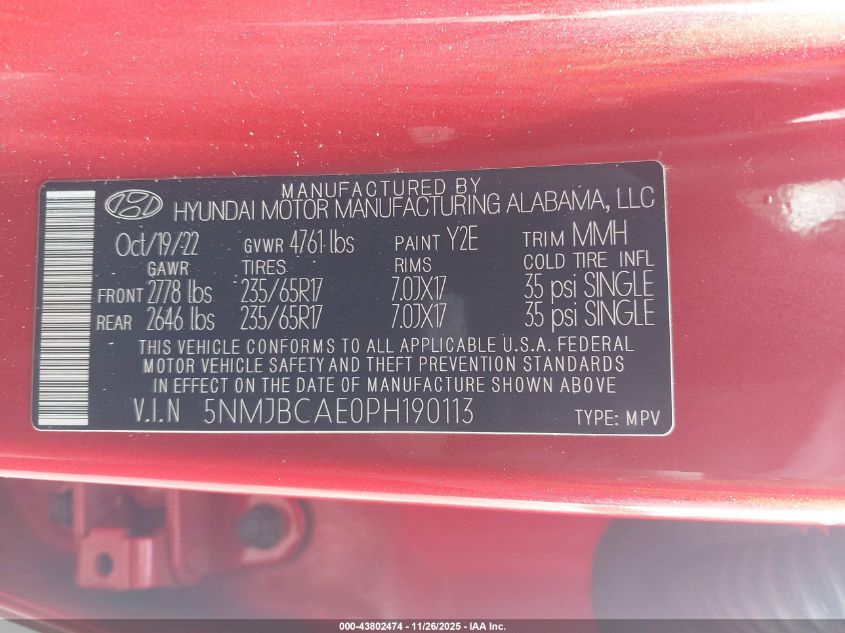 MANUFACTURED BY
HYUNDAI MOTOR MANUFACTURING ALABAMA, LLC
Oct/19/22 GVWR 4761 lbs PAINT Y2E TRIM MMH
GAWR TIRES RIMS COLD TIRE INFL
FRONT 2778 lbs 235/65R17 7.0JX17 35 psi SINGLE
REAR 2646 lbs 235/65R17 7.0JX17 35 psi SINGLE
THIS VEHICLE CONFORMS TO ALL APPLICABLE U.S.A. FEDERAL
MOTOR VEHICLE SAFETY AND THEFT PREVENTION STANDARDS
IN EFFECT ON THE DATE OF MANUFACTURE SHOWN ABOVE.
V.I.N 5NMJBCAE0PH190113 TYPE: MPV
000-43802474 - 11/26/2025 - IAA Inc.